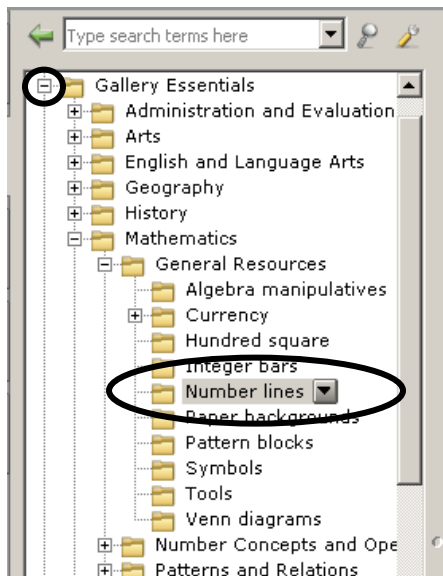 Type search terms here
Gallery Essentials
Administration and Evaluation
Arts
English and Language Arts
Geography
History
Mathematics
General Resources
Algebra manipulatives
Currency
Hundred square
Integer bars
Number lines
Paper backgrounds
Pattern blocks
Symbols
Tools
Venn diagrams
Number Concepts and Ope
Patterns and Relations